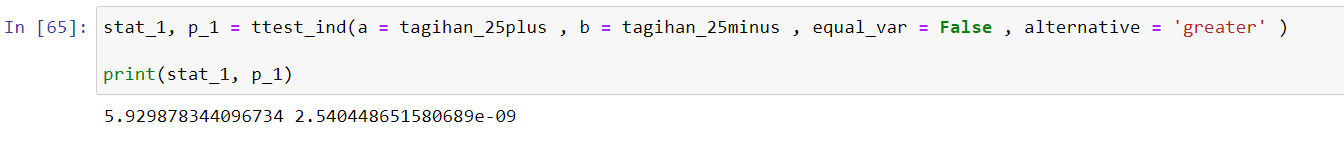 In [65]: stat_1, p_1 = ttest_ind(a = tagihan_25plus , b = tagihan_25minus , equal_var = False , alternative = 'greater' )
print(stat_1, p_1)
5.929878344096734 2.540448651580689e-09